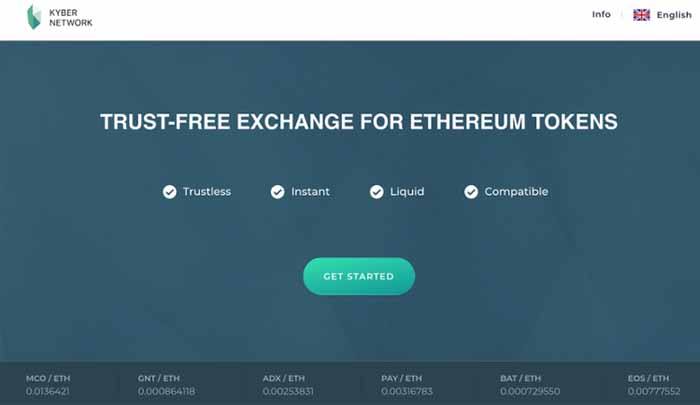 KYBER
NETWORK
Info
English
TRUST-FREE EXCHANGE FOR ETHEREUM TOKENS
Trustless
Instant
Liquid
Compatible
GET STARTED
MCO / ETH
0.0136421
GNT / ETH
0.000864118
ADX / ETH
0.00253831
PAY / ETH
0.00316783
BAT / ETH
0.000729550
EOS / ETH
0.00777552